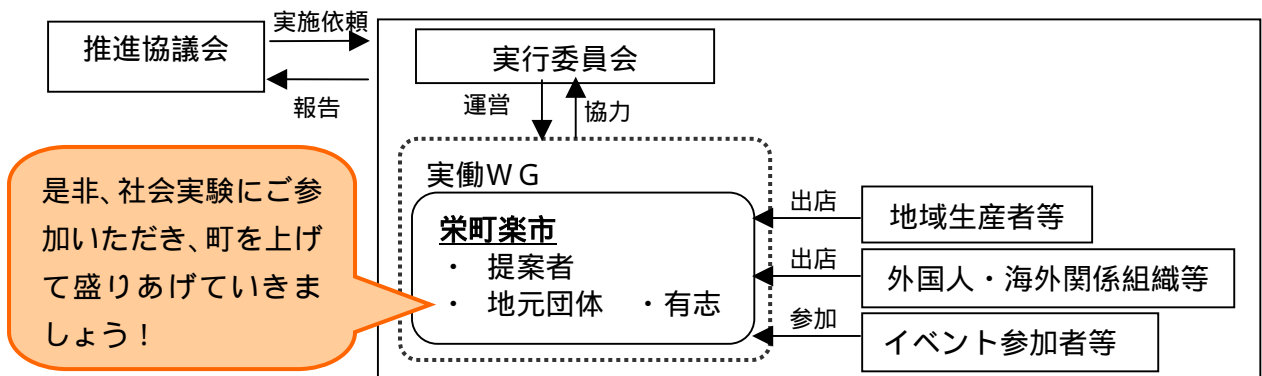 実施依頼
推進協議会
実行委員会
報告
運営
協力
実働ＷＧ
是非、社会実験にご参
加いただき、町を上げ
て盛りあげていきま
しょう！
栄町楽市
・ 提案者
・ 地元団体 ・有志
出店
地域生産者等
出店
外国人・海外関係組織等
参加
イベント参加者等